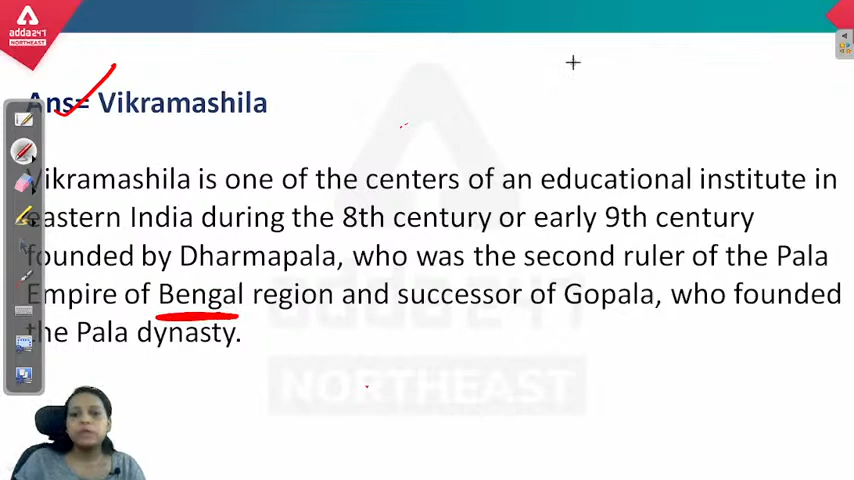 adda247
NORTHEAST
Ans= Vikramashila
Vikramashila is one of the centers of an educational institute in
eastern India during the 8th century or early 9th century
founded by Dharmapala, who was the second ruler of the Pala
Empire of Bengal region and successor of Gopala, who founded
the Pala dynasty.
adda247
NORTHEAST